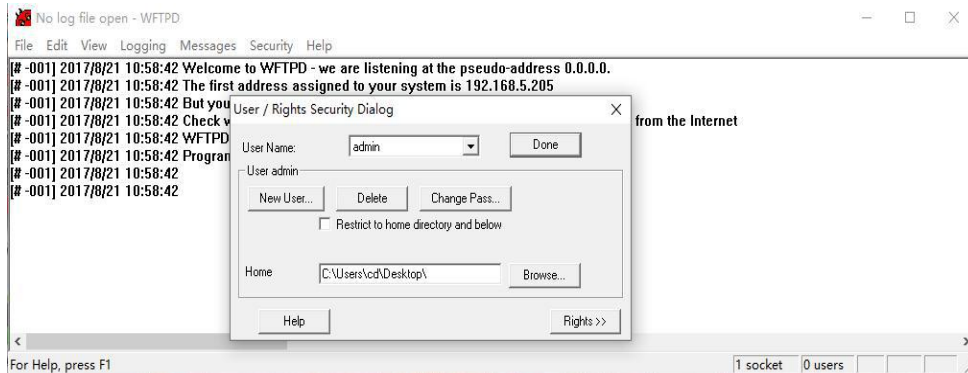 No log file open - WFTPD
File Edit View Logging Messages Security Help
[# -001] 2017/8/21 10:58:42 Welcome to WFTPD - we are listening at the pseudo-address 0.0.0.0.
[# -001] 2017/8/21 10:58:42 The first address assigned to your system is 192.168.5.205
[# -001] 2017/8/21 10:58:42 But you
[# -001] 2017/8/21 10:58:42 Check w from the Internet
[# -001] 2017/8/21 10:58:42 WFTPD
[# -001] 2017/8/21 10:58:42 Program
[# -001] 2017/8/21 10:58:42
[# -001] 2017/8/21 10:58:42
User / Rights Security Dialog
User Name: admin Done
User admin
New User... Delete Change Pass...
Restrict to home directory and below
Home C:\Users\cd\Desktop\ Browse...
Help Rights >>
For Help, press F1 1 socket 0 users